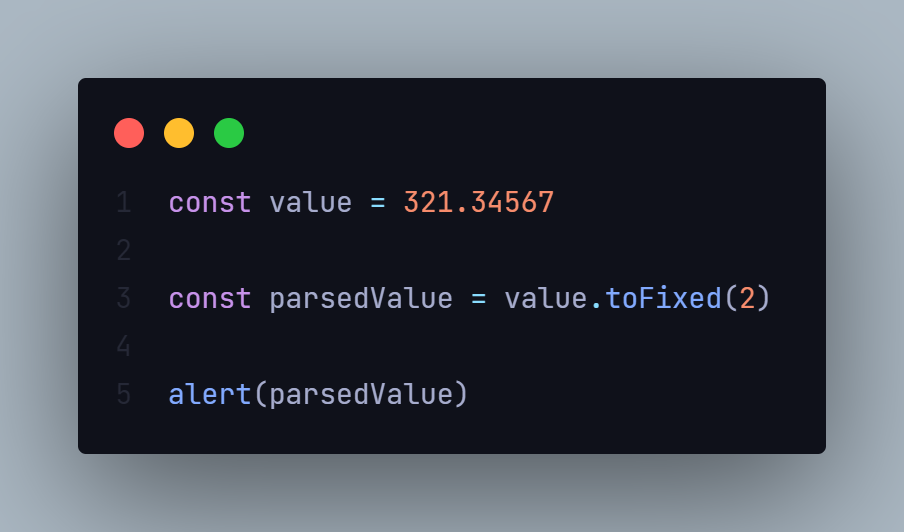 1 const value = 321.34567
2
3 const parsedValue = value.toFixed(2)
4
5 alert(parsedValue)